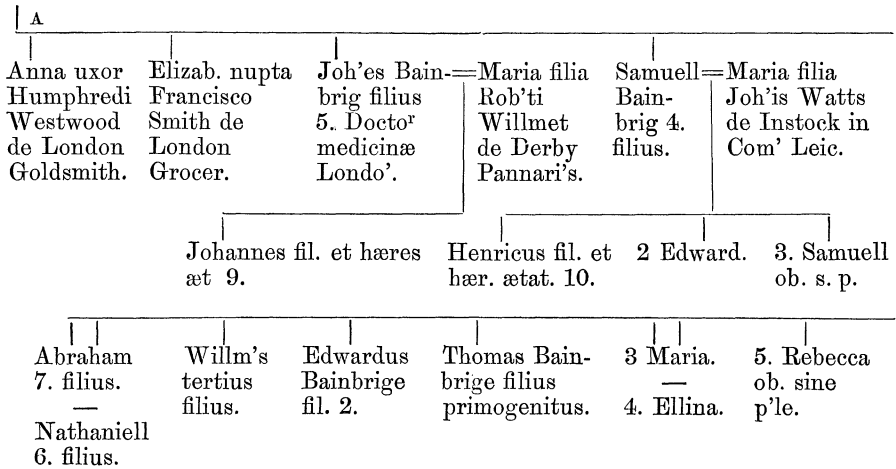 A
Anna uxor
Humphredi
Westwood
de London
Goldsmith.
Elizab. nupta
Francisco
Smith de
London
Grocer.
Joh'es Bain-
brig filius
5. Doctoʳ
medicinæ
Londo'.
Maria filia
Rob'ti
Willmet
de Derby
Pannari's.
Samuell
Bain-
brig 4.
filius.
Maria filia
Joh'is Watts
de Instock in
Com' Leic.
Johannes fil. et hæres
æt 9.
Henricus fil. et
hær. ætat. 10.
2 Edward.
3. Samuell
ob. s. p.
Abraham
7. filius.
—
Nathaniell
6. filius.
Willm's
tertius
filius.
Edwardus
Bainbrige
fil. 2.
Thomas Bain-
brige filius
primogenitus.
3 Maria.
—
4. Ellina.
5. Rebecca
ob. sine
p'le.